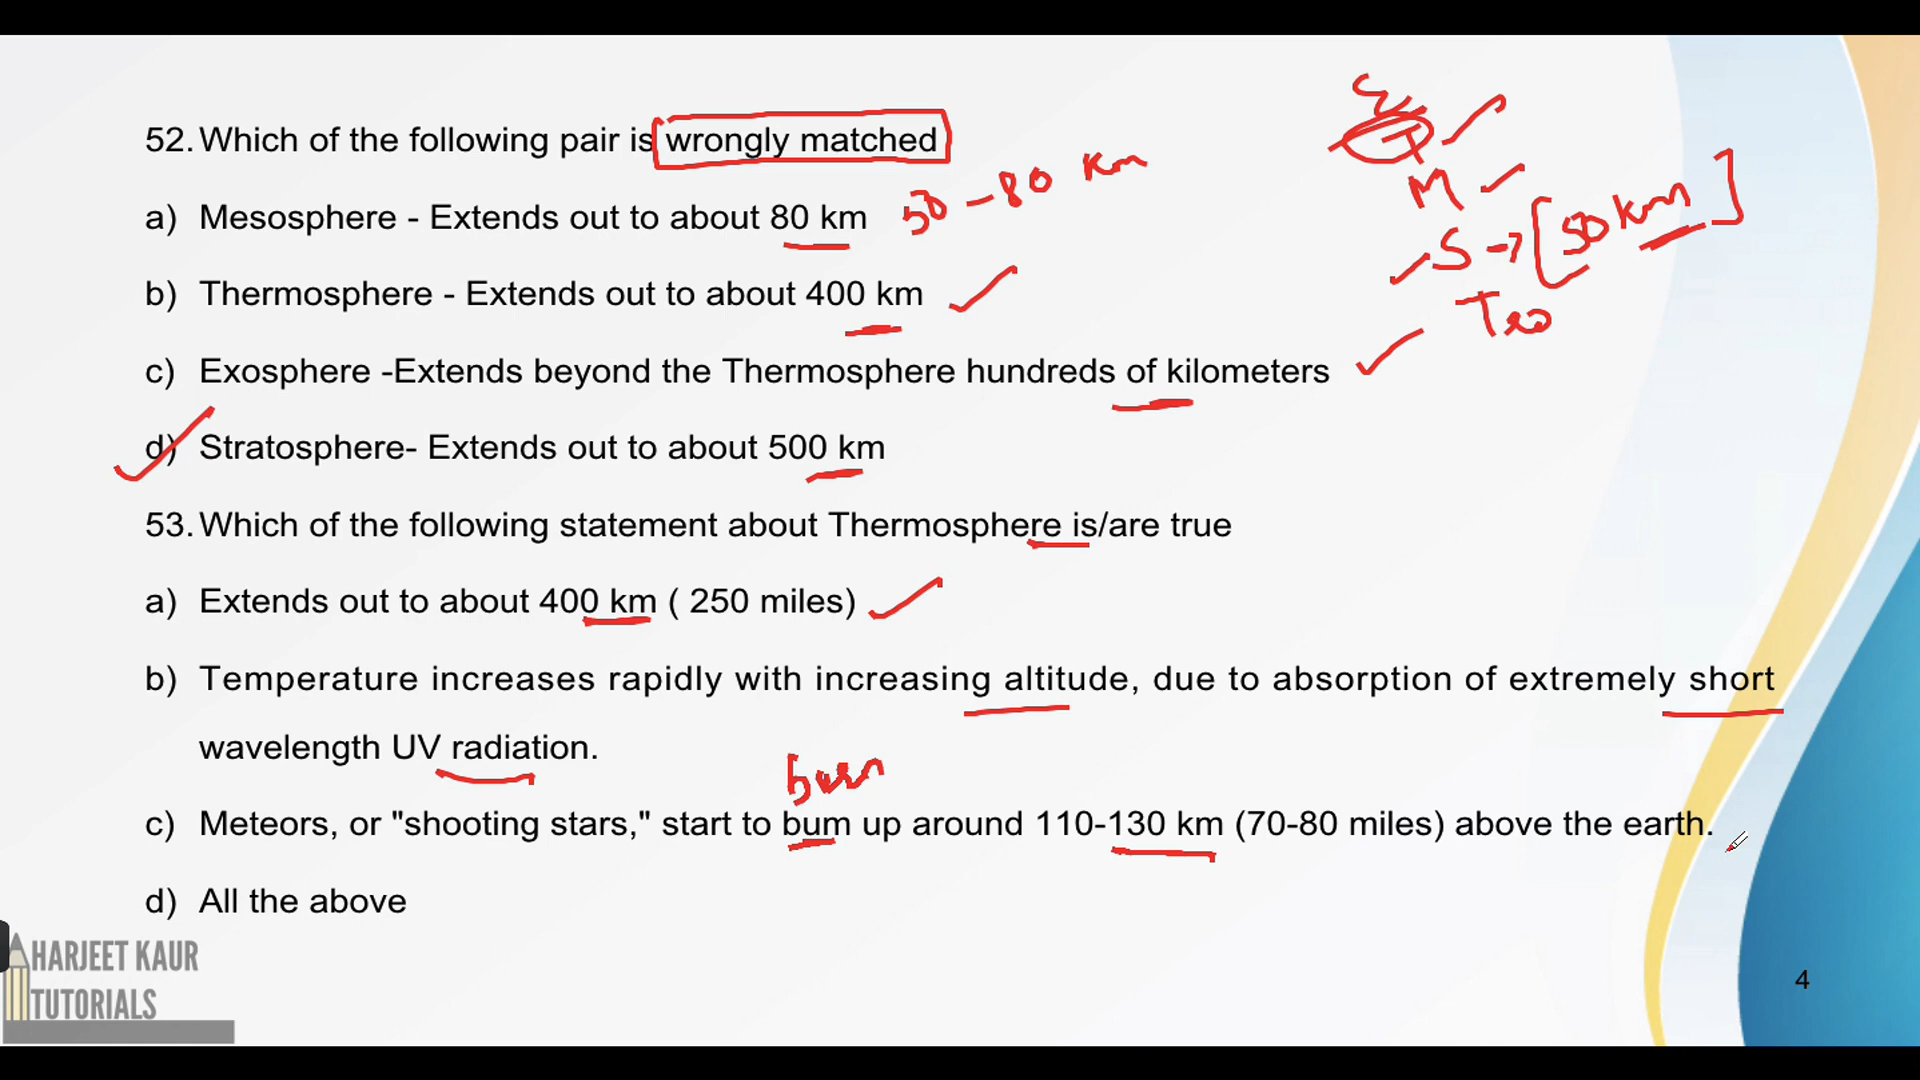 52. Which of the following pair is wrongly matched
a) Mesosphere - Extends out to about 80 km 50 - 80 km
b) Thermosphere - Extends out to about 400 km
c) Exosphere -Extends beyond the Thermosphere hundreds of kilometers
d) Stratosphere- Extends out to about 500 km
E
T
M
S → [50 km]
53. Which of the following statement about Thermosphere is/are true
a) Extends out to about 400 km ( 250 miles)
b) Temperature increases rapidly with increasing altitude, due to absorption of extremely short
wavelength UV radiation.
burn
c) Meteors, or "shooting stars," start to bum up around 110-130 km (70-80 miles) above the earth.
d) All the above
HARJEET KAUR
TUTORIALS
4